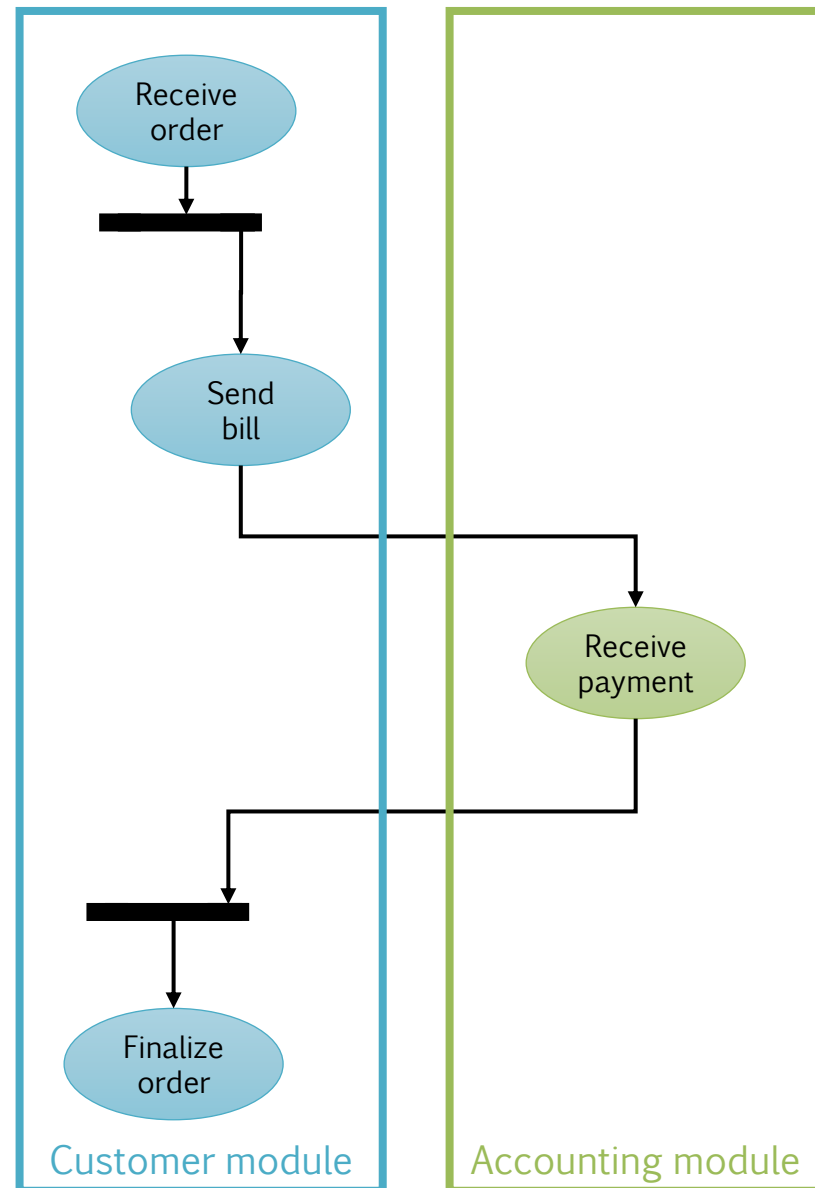 Receive
order
Send
bill
Receive
payment
Finalize
order
Customer module
Accounting module